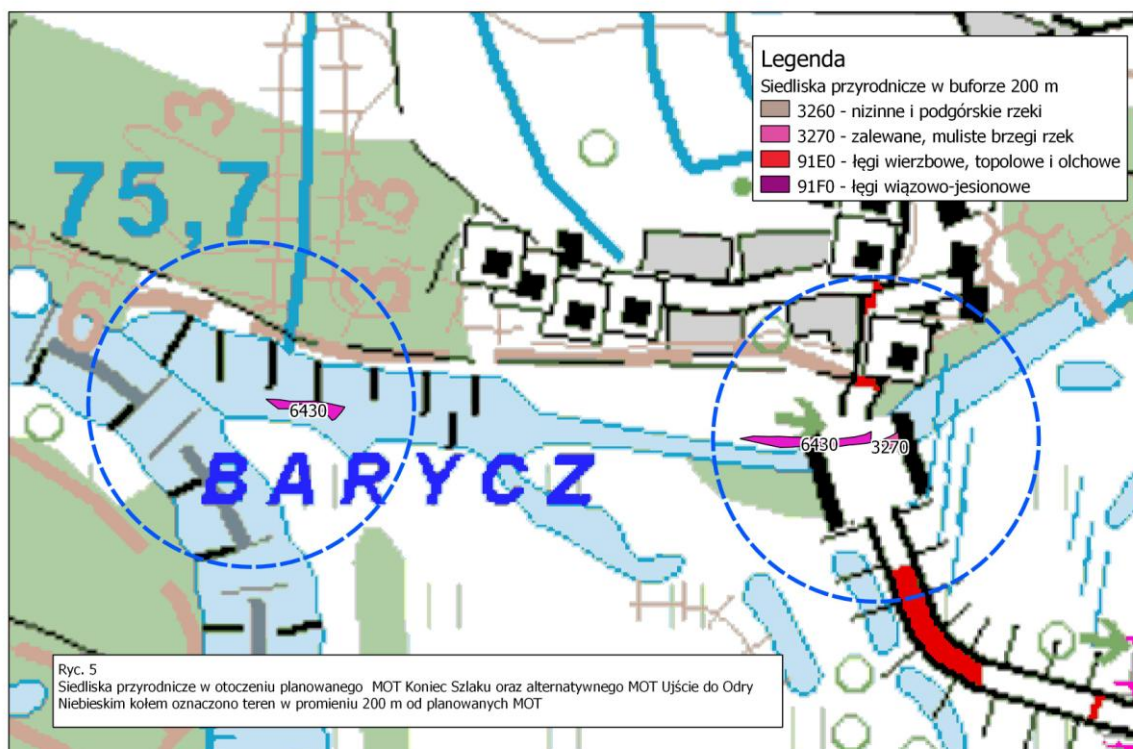 Legenda
Siedliska przyrodnicze w buforze 200 m
3260 - nizinne i podgórskie rzeki
3270 - zalewane, muliste brzegi rzek
91E0 - łęgi wierzbowe, topolowe i olchowe
91F0 - łęgi wiązowo-jesionowe
75,7
6430
6430
3270
BARYCZ
Ryc. 5
Siedliska przyrodnicze w otoczeniu planowanego MOT Koniec Szlaku oraz alternatywnego MOT Ujście do Odry
Niebieskim kołem oznaczono teren w promieniu 200 m od planowanych MOT